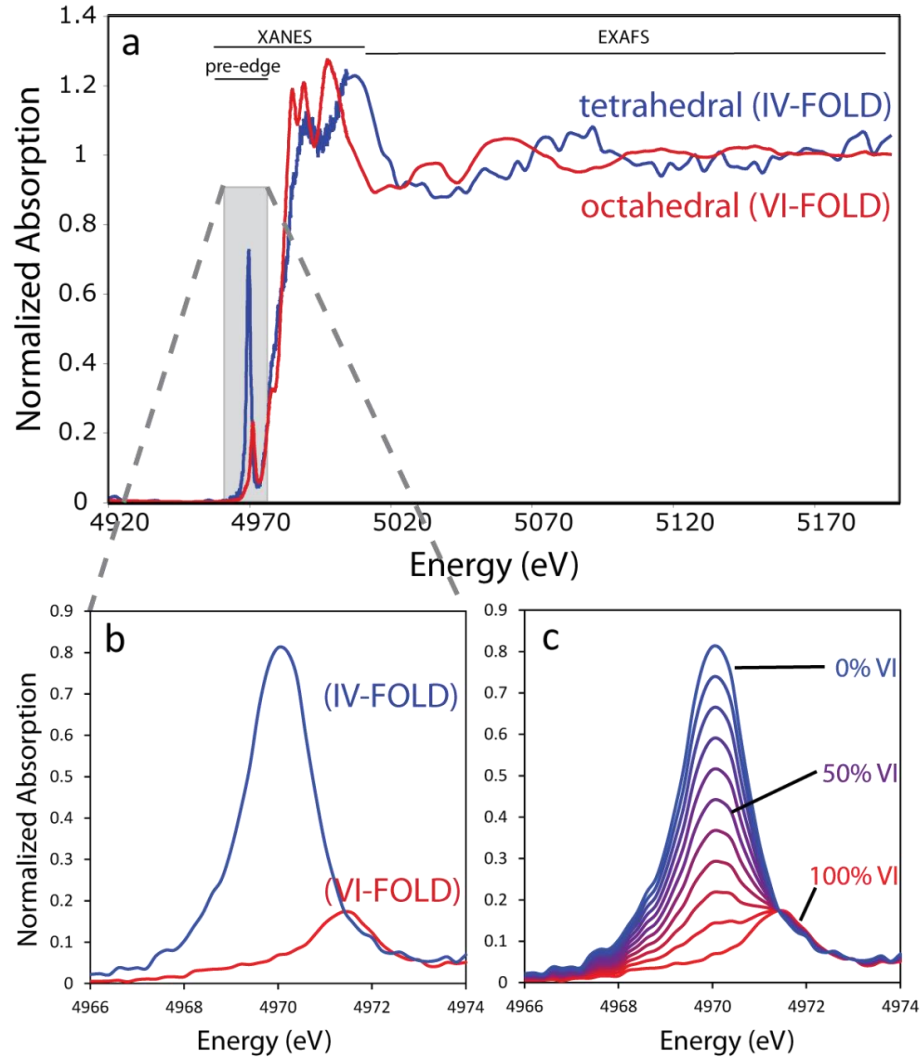 a
XANES
EXAFS
pre-edge
tetrahedral (IV-FOLD)
octahedral (VI-FOLD)
Normalized Absorption
1.4
1.2
1
0.8
0.6
0.4
0.2
0
4920
4970
5020
5070
5120
5170
Energy (eV)
b
(IV-FOLD)
(VI-FOLD)
Normalized Absorption
0.9
0.8
0.7
0.6
0.5
0.4
0.3
0.2
0.1
0
4966
4968
4970
4972
4974
Energy (eV)
c
0% VI
50% VI
100% VI
0.9
0.8
0.7
0.6
0.5
0.4
0.3
0.2
0.1
0
4966
4968
4970
4972
4974
Energy (eV)